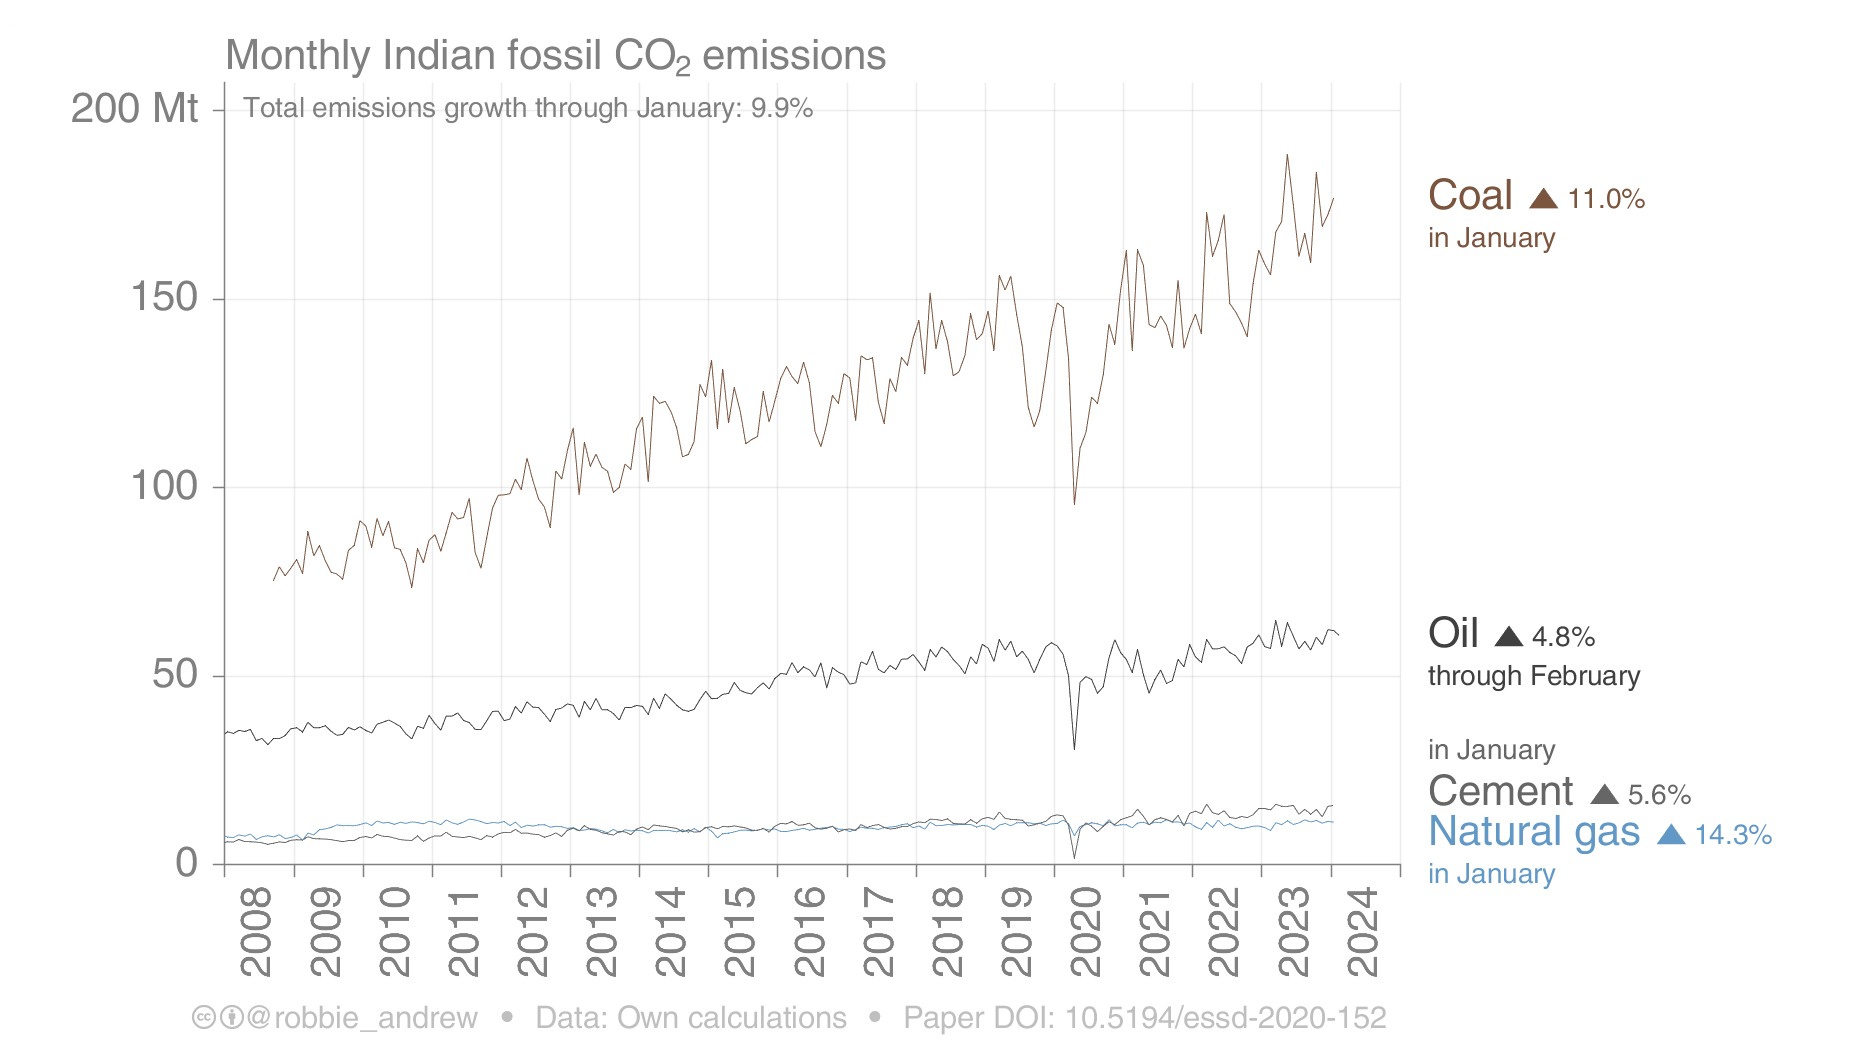 Monthly Indian fossil CO₂ emissions
Total emissions growth through January: 9.9%
200 Mt
150
100
50
0
Coal ▲ 11.0%
in January
Oil ▲ 4.8%
through February
in January
Cement ▲ 5.6%
Natural gas ▲ 14.3%
in January
2008 2009 2010 2011 2012 2013 2014 2015 2016 2017 2018 2019 2020 2021 2022 2023 2024
@robbie_andrew • Data: Own calculations • Paper DOI: 10.5194/essd-2020-152